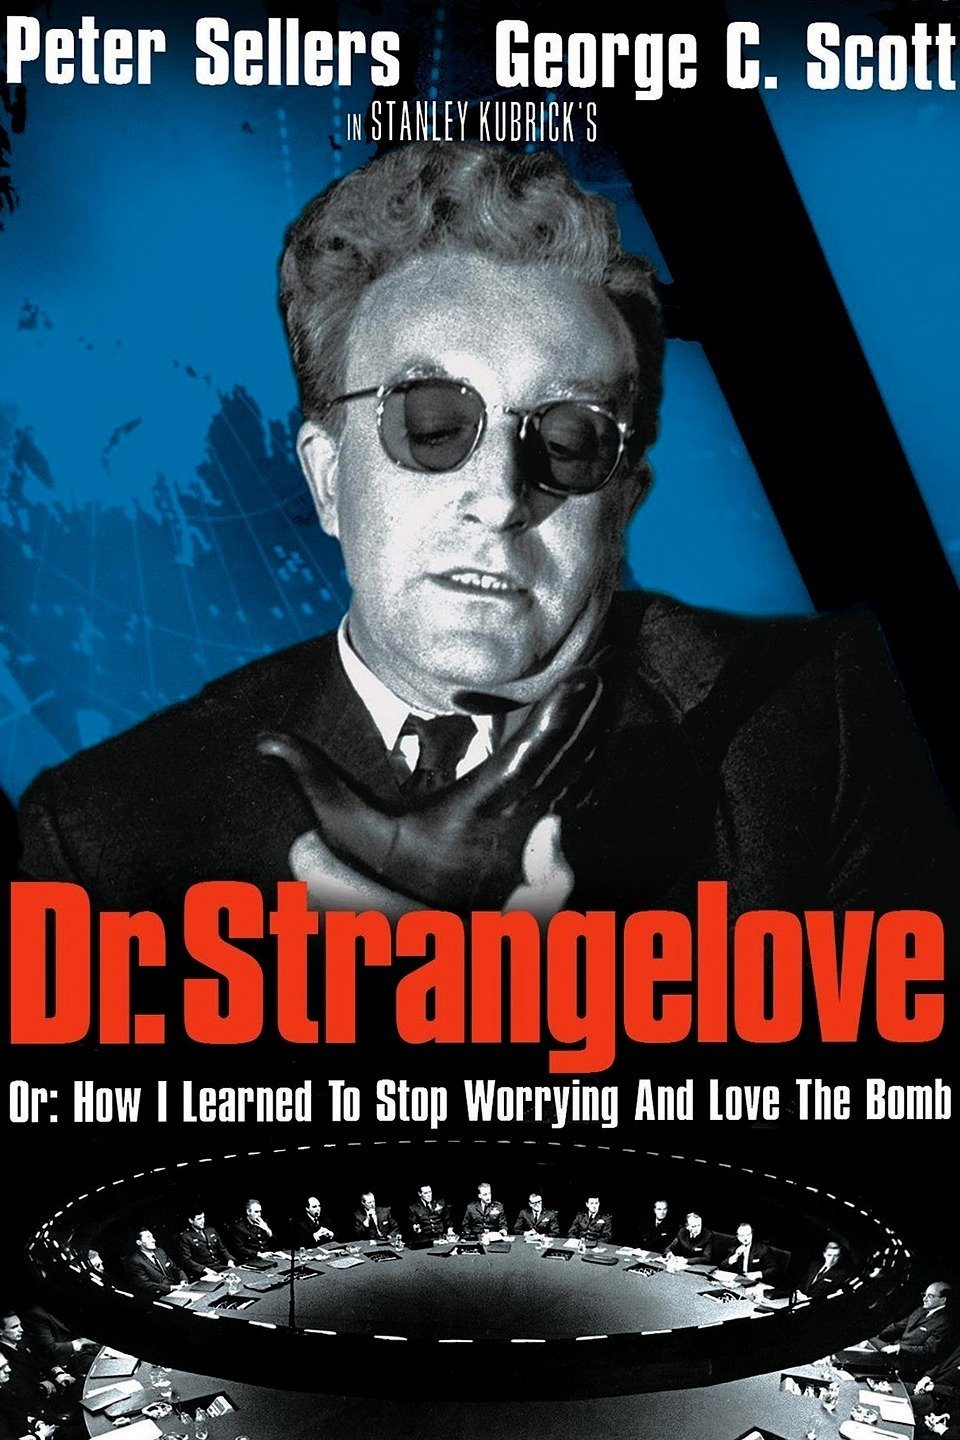 Peter Sellers George C. Scott
IN STANLEY KUBRICK'S
Dr. Strangelove
Or: How I Learned To Stop Worrying And Love The Bomb